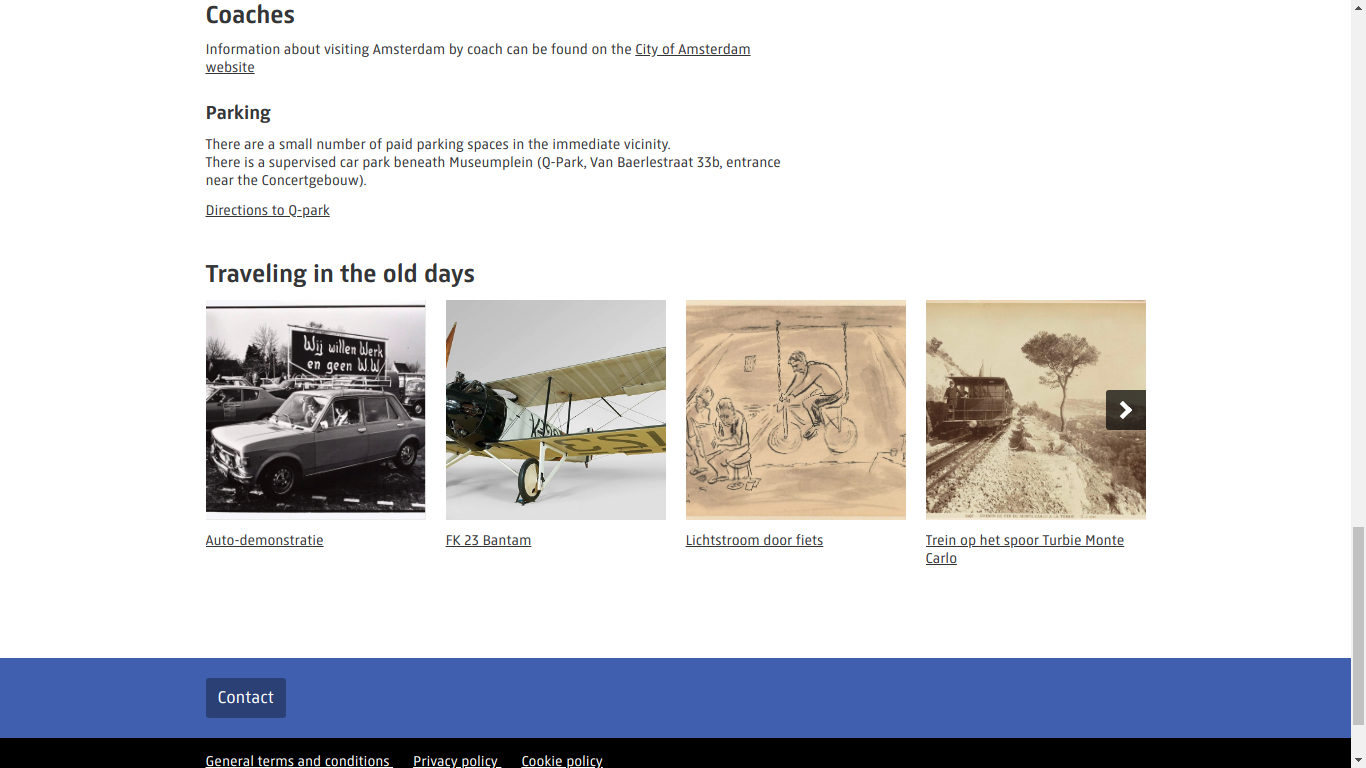 Coaches
Information about visiting Amsterdam by coach can be found on the City of Amsterdam
website
Parking
There are a small number of paid parking spaces in the immediate vicinity.
There is a supervised car park beneath Museumplein (Q-Park, Van Baerlestraat 33b, entrance
near the Concertgebouw).
Directions to Q-park
Traveling in the old days
Wij willen Werk
en geen W.W.
Auto-demonstratie
FK 23 Bantam
Lichtstroom door fiets
Trein op het spoor Turbie Monte
Carlo
Contact
General terms and conditions
Privacy policy
Cookie policy